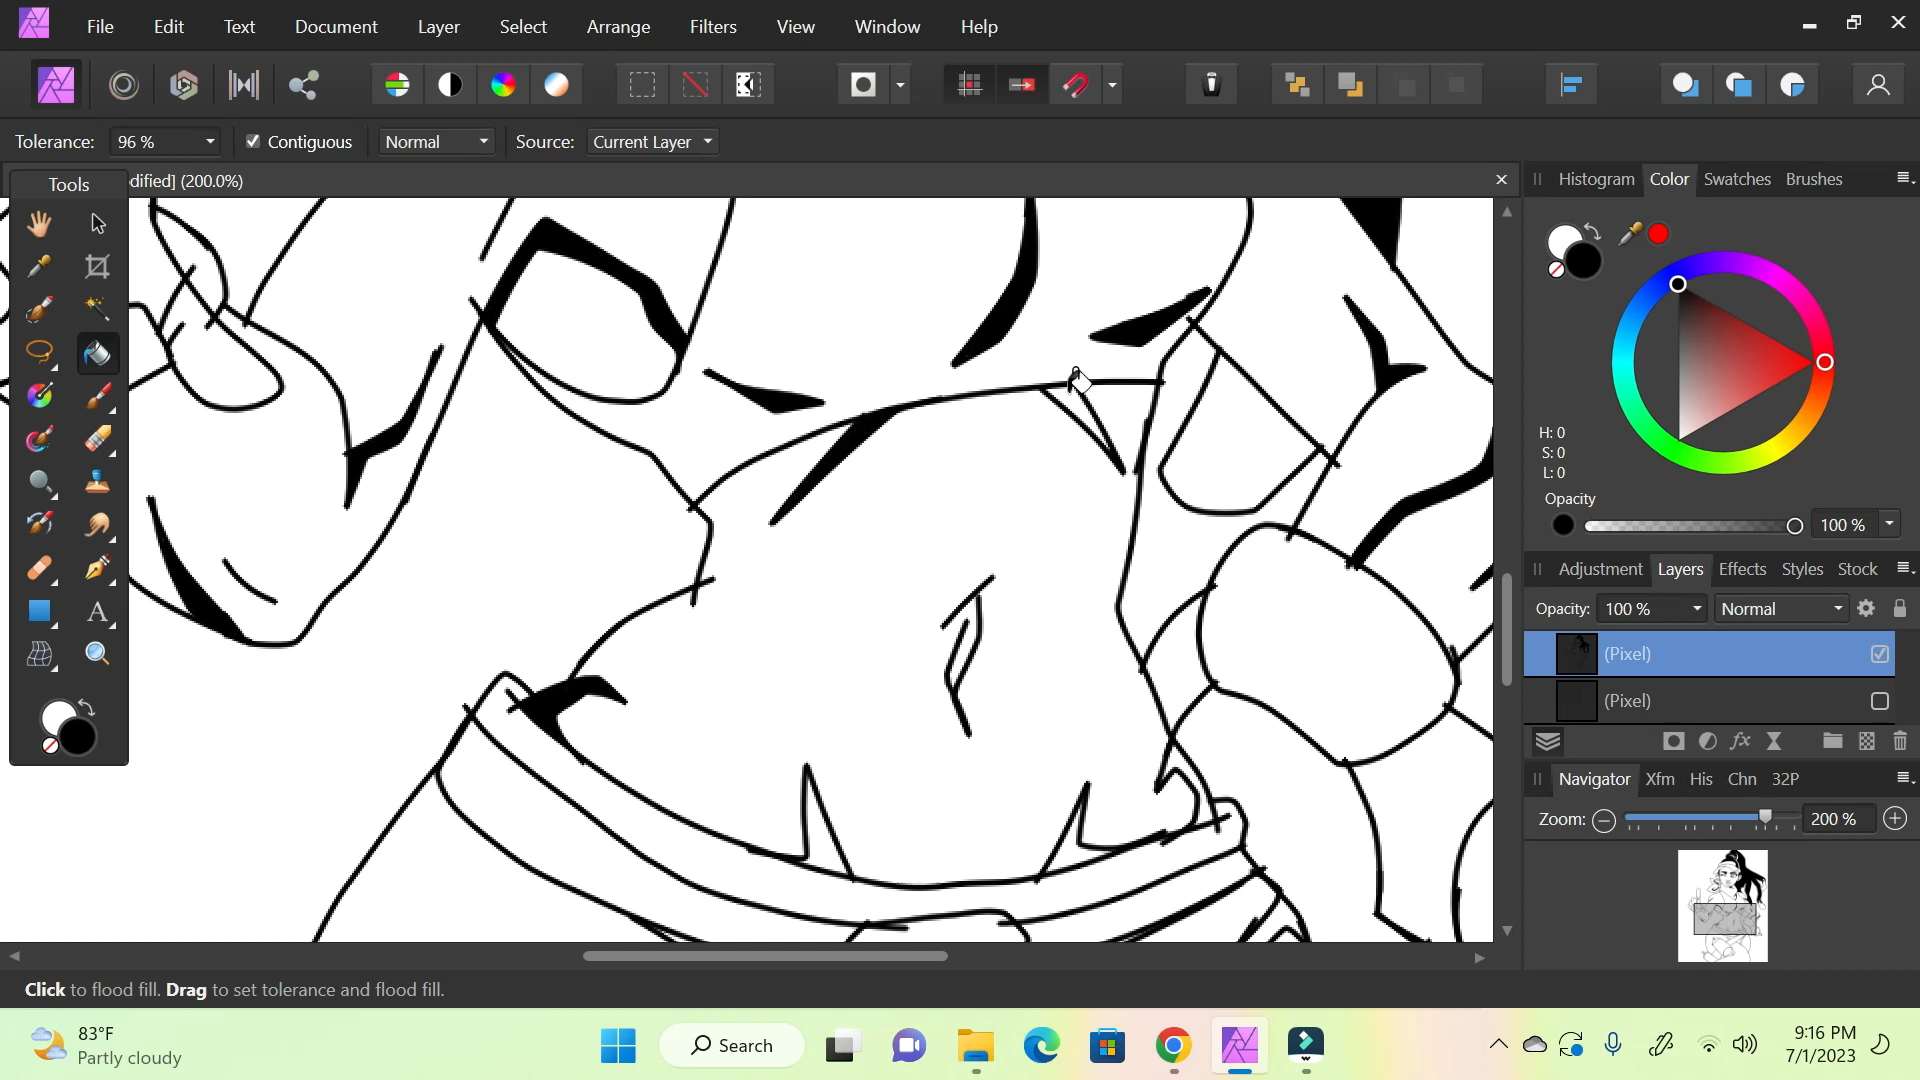 File Edit Text Document Layer Select Arrange Filters View Window Help
Tolerance: 96 % Contiguous Normal Source: Current Layer
Tools dified] (200.0%)
Histogram Color Swatches Brushes
H: 0
S: 0
L: 0
Opacity
100 %
Adjustment Layers Effects Styles Stock
Opacity: 100 % Normal
(Pixel)
(Pixel)
fx
Navigator Xfm His Chn 32P
Zoom: 200 %
A
Click to flood fill. Drag to set tolerance and flood fill.
83°F
Partly cloudy
Search
9:16 PM
7/1/2023